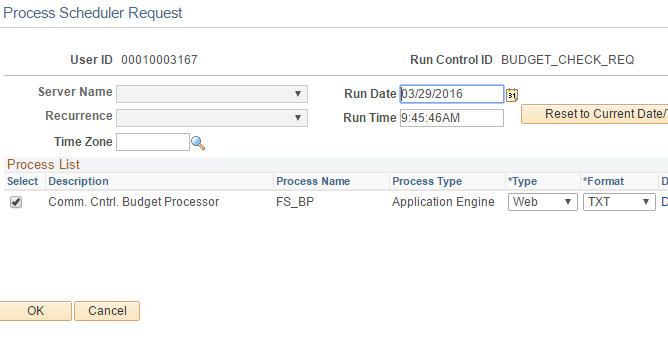 Process Scheduler Request
User ID 00010003167 Run Control ID BUDGET_CHECK_REQ
Server Name Run Date 03/29/2016 31
Recurrence Run Time 9:45:46AM Reset to Current Date/
Time Zone
Process List
Select Description Process Name Process Type *Type *Format D
Comm. Cntrl. Budget Processor FS_BP Application Engine Web TXT D
OK Cancel